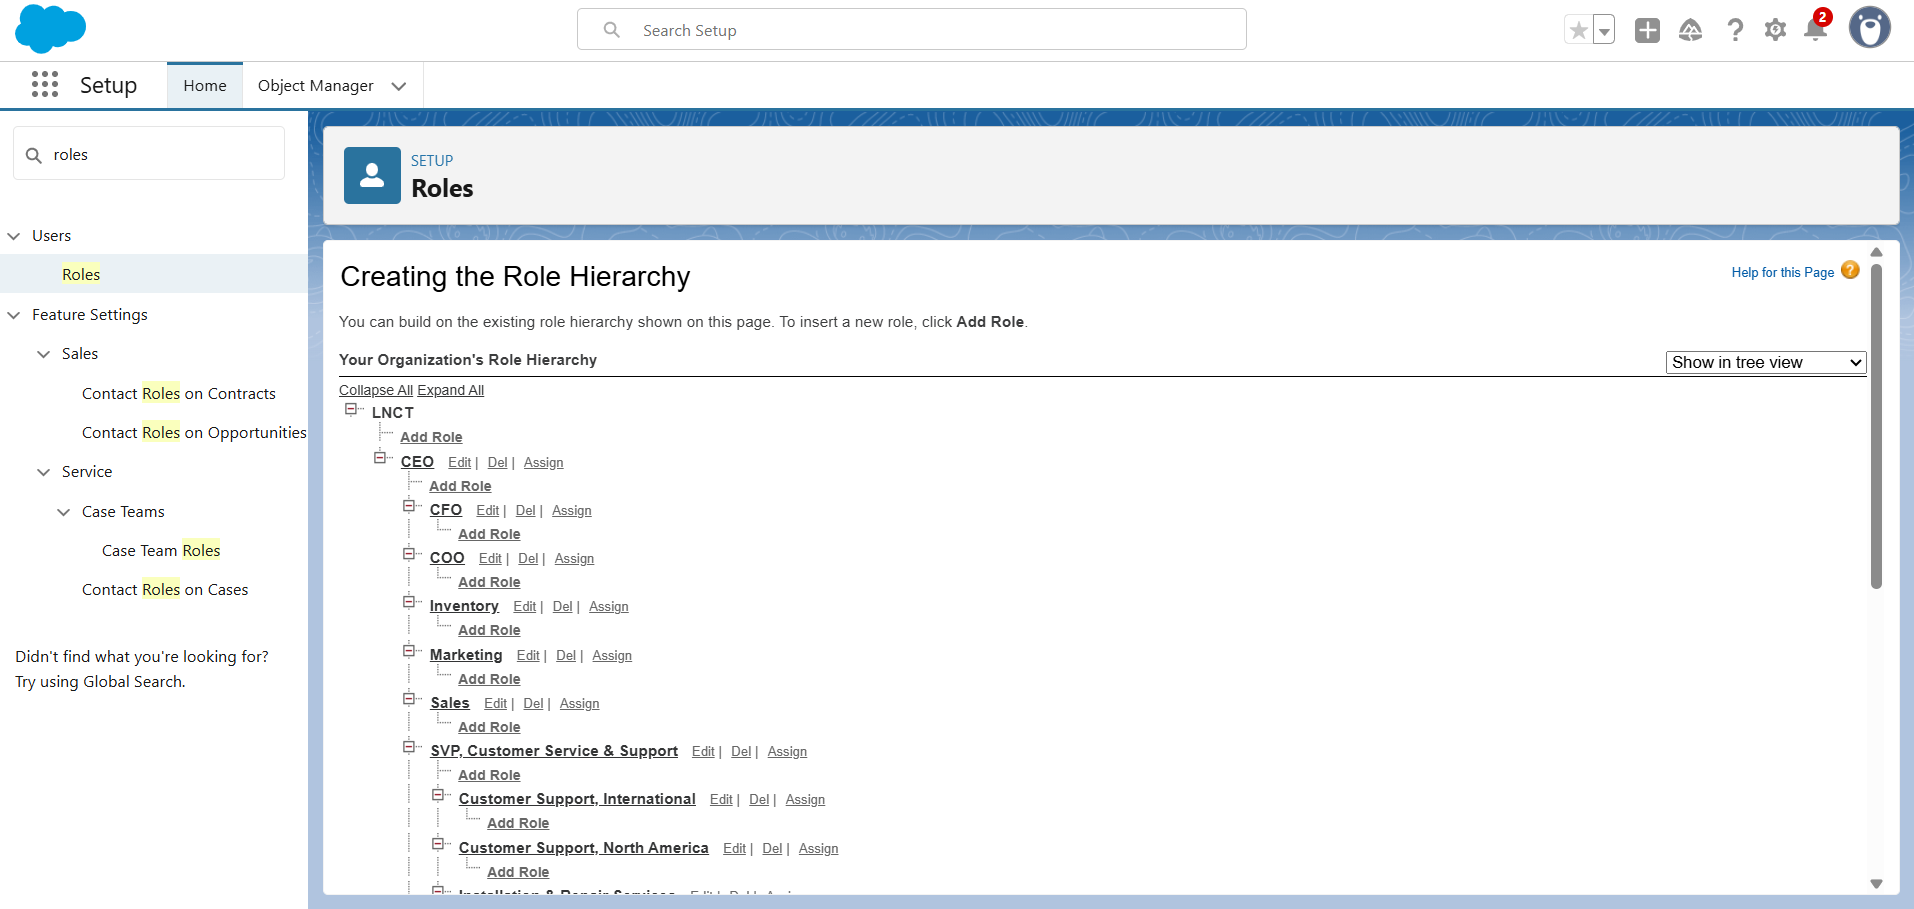 Search Setup
2
Setup
Home
Object Manager
roles
Users
Roles
Feature Settings
Sales
Contact Roles on Contracts
Contact Roles on Opportunities
Service
Case Teams
Case Team Roles
Contact Roles on Cases
Didn't find what you're looking for?
Try using Global Search.
SETUP
Roles
Creating the Role Hierarchy
Help for this Page ?
You can build on the existing role hierarchy shown on this page. To insert a new role, click Add Role.
Your Organization's Role Hierarchy
Show in tree view
Collapse All Expand All
LNCT
Add Role
CEO Edit | Del | Assign
Add Role
CFO Edit | Del | Assign
Add Role
COO Edit | Del | Assign
Add Role
Inventory Edit | Del | Assign
Add Role
Marketing Edit | Del | Assign
Add Role
Sales Edit | Del | Assign
Add Role
SVP, Customer Service & Support Edit | Del | Assign
Add Role
Customer Support, International Edit | Del | Assign
Add Role
Customer Support, North America Edit | Del | Assign
Add Role
Installation & Repair Services Edit | Del | Assign